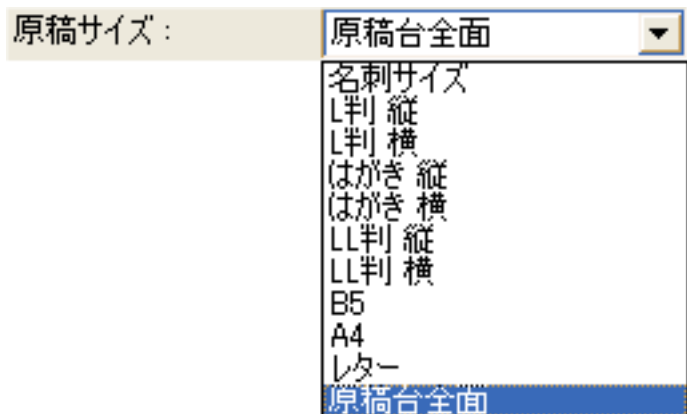 原稿サイズ： 原稿台全面
名刺サイズ
L判 縦
L判 横
はがき 縦
はがき 横
LL判 縦
LL判 横
B5
A4
レター
原稿台全面